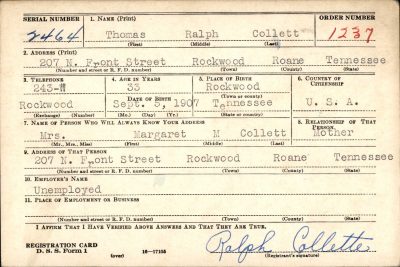 SERIAL NUMBER 1. NAME (Print) ORDER NUMBER
2464 Thomas Ralph Collett 1237
(First) (Middle) (Last)
2. ADDRESS (Print)
207 N. Front Street Rockwood Roane Tennessee
(Number and street or R. F. D. number) (Town) (County) (State)
3. TELEPHONE 4. AGE IN YEARS 5. PLACE OF BIRTH 6. COUNTRY OF CITIZENSHIP
243- 33 Rockwood
DATE OF BIRTH (Town or county)
Rockwood Sept. 1907 Tennessee U. S. A.
(Exchange) (Number) (Mo.) (Day) (Yr.) (State or country)
7. NAME OF PERSON WHO WILL ALWAYS KNOW YOUR ADDRESS 8. RELATIONSHIP OF THAT PERSON
Mrs. Margaret M Collett Mother
(Mr., Mrs., Miss) (First) (Middle) (Last)
9. ADDRESS OF THAT PERSON
207 N. Front Street Rockwood Roane Tennessee
(Number and street or R. F. D. number) (Town) (County) (State)
10. EMPLOYER'S NAME
Unemployed
11. PLACE OF EMPLOYMENT OR BUSINESS
(Number and street or R. F. D. number) (Town) (County) (State)
I AFFIRM THAT I HAVE VERIFIED ABOVE ANSWERS AND THAT THEY ARE TRUE.
REGISTRATION CARD
D. S. S. Form 1 (over) 16—17105 Ralph Collette
(Registrant's signature)